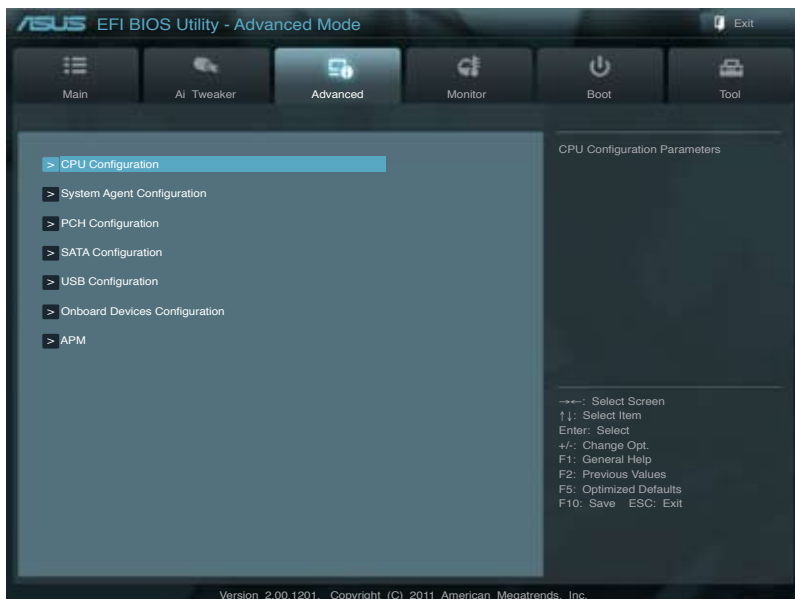 ASUS EFI BIOS Utility - Advanced Mode
Exit
Main
Ai Tweaker
Advanced
Monitor
Boot
Tool
> CPU Configuration
> System Agent Configuration
> PCH Configuration
> SATA Configuration
> USB Configuration
> Onboard Devices Configuration
> APM
CPU Configuration Parameters
→←: Select Screen
↑↓: Select Item
Enter: Select
+/-: Change Opt.
F1: General Help
F2: Previous Values
F5: Optimized Defaults
F10: Save ESC: Exit
Version 2.00.1201. Copyright (C) 2011 American Megatrends, Inc.